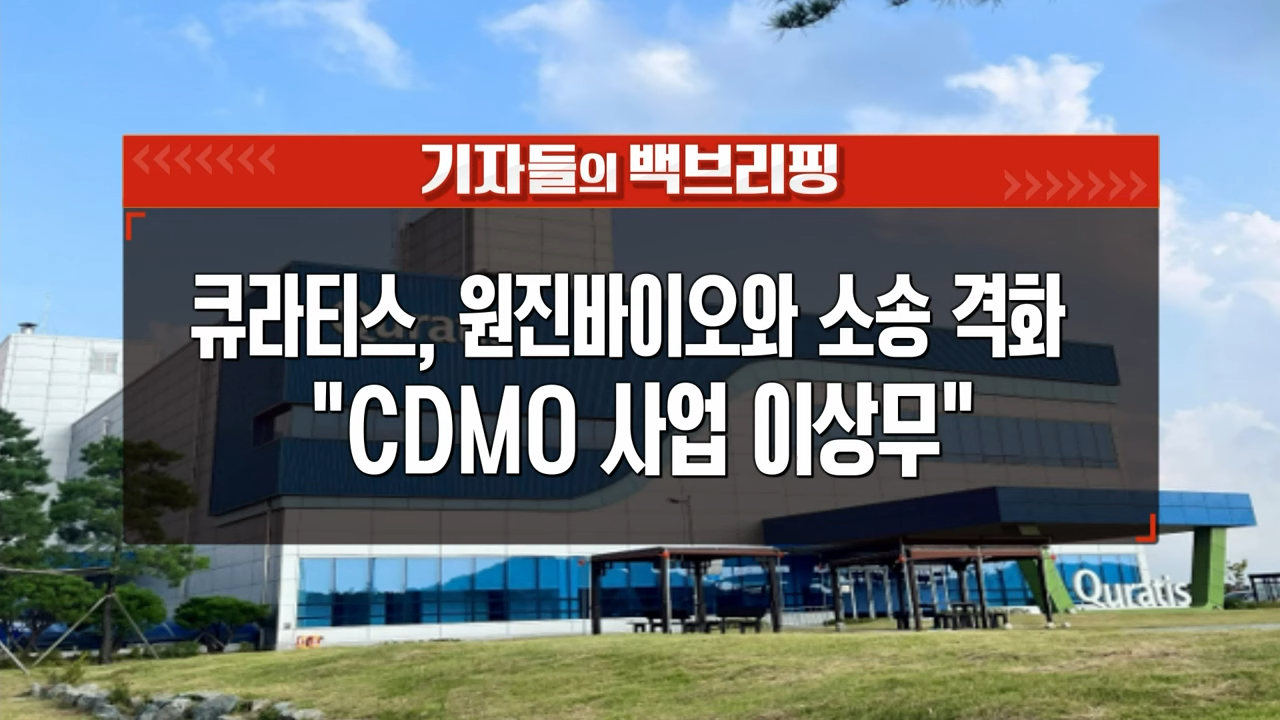 기자들의 백브리핑
큐라티스, 원진바이오와 소송 격화
"CDMO 사업 이상무"
Quratis